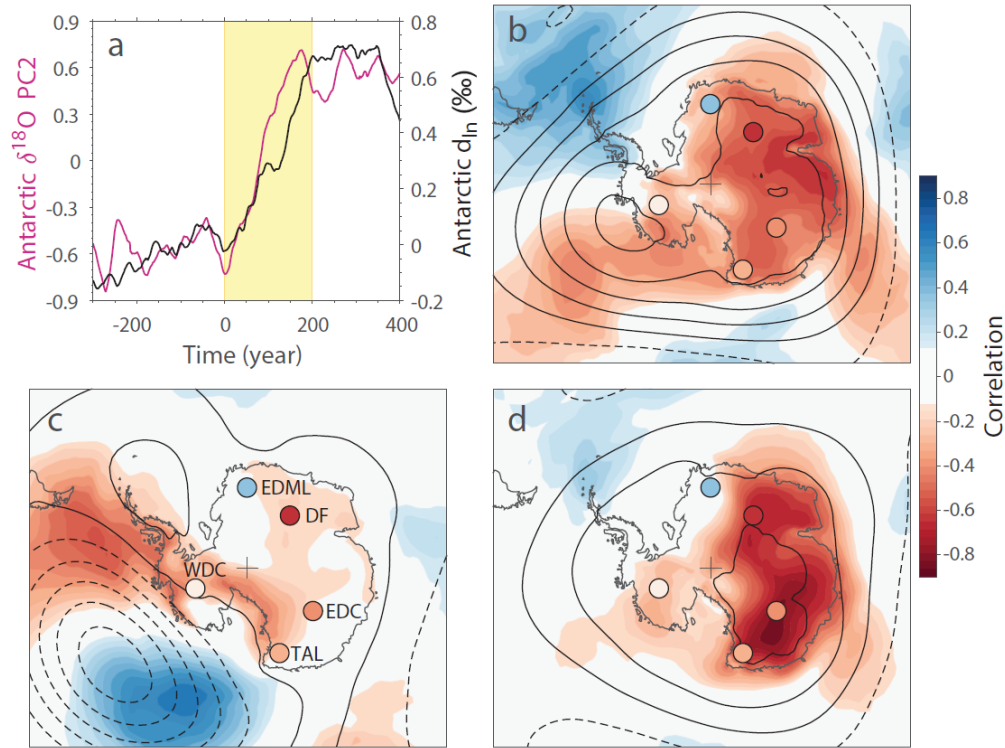 a
Antarctic δ18O PC2
0.9
0.6
0.3
0
-0.3
-0.6
-0.9
0.8
0.6
0.4
0.2
0
-0.2
Antarctic dln (‰)
-200
0
200
400
Time (year)
b
c
EDML
DF
WDC
EDC
TAL
d
0.8
0.6
0.4
0.2
0
-0.2
-0.4
-0.6
-0.8
Correlation